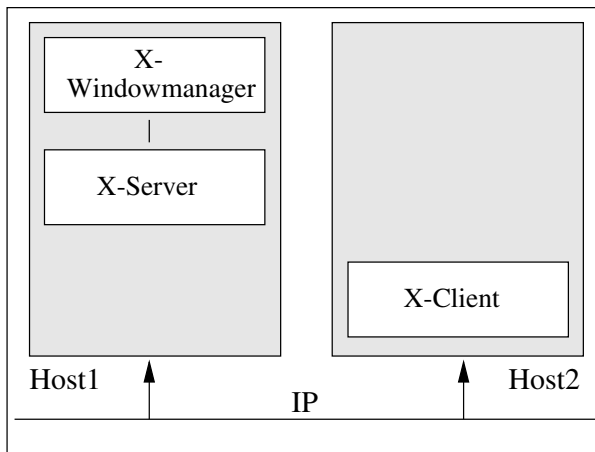 X-
Windowmanager
X-Server
X-Client
Host1
Host2
IP